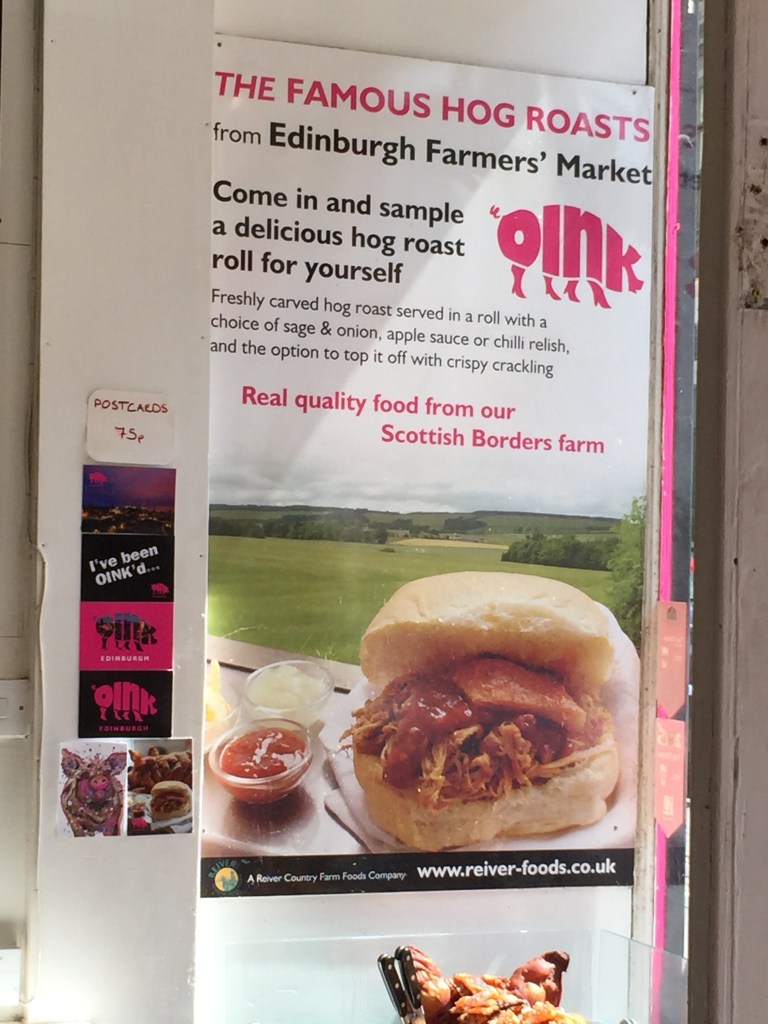 THE FAMOUS HOG ROASTS
from Edinburgh Farmers' Market
Come in and sample
a delicious hog roast
roll for yourself
OINK
Freshly carved hog roast served in a roll with a
choice of sage & onion, apple sauce or chilli relish,
and the option to top it off with crispy crackling
Real quality food from our
Scottish Borders farm
POSTCARDS
75p
I've been
OINK'd...
OINK
EDINBURGH
OINK
EDINBURGH
REIVER
A Reiver Country Farm Foods Company
www.reiver-foods.co.uk